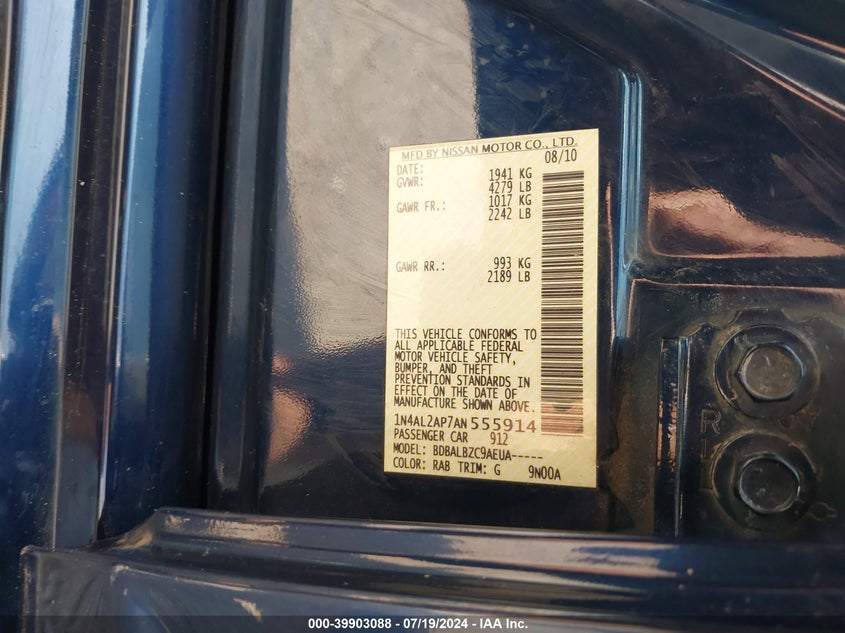 MFD BY NISSAN MOTOR CO., LTD.
DATE: 08/10
GVWR: 1941 KG
4279 LB
GAWR FR.: 1017 KG
2242 LB
GAWR RR.: 993 KG
2189 LB
THIS VEHICLE CONFORMS TO
ALL APPLICABLE FEDERAL
MOTOR VEHICLE SAFETY,
BUMPER, AND THEFT
PREVENTION STANDARDS IN
EFFECT ON THE DATE OF
MANUFACTURE SHOWN ABOVE.
1N4AL2AP7AN555914
PASSENGER CAR 912
MODEL: BDBALBZC9AEUA-----
COLOR: RAB TRIM: G 9N00A
000-39903088 - 07/19/2024 - IAA Inc.